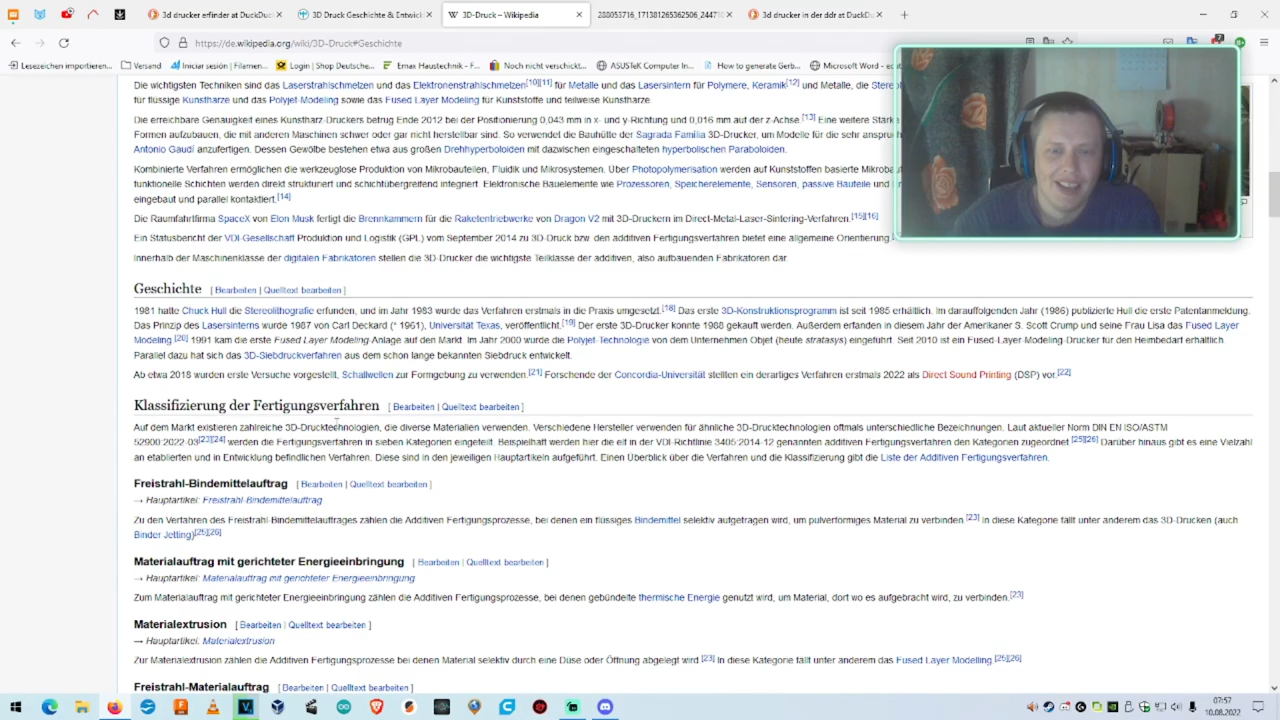 3d drucker erfinder at DuckDuc
3D Druck Geschichte & Entwick
3D-Druck – Wikipedia
288053716_171381265362506_24471
3d drucker in der ddr at DuckDu
https://de.wikipedia.org/wiki/3D-Druck#Geschichte
Lesezeichen importieren...
Versand
Iniciar sesión | Filamen...
Login | Shop Deutsche...
Emax Haustechnik - F...
Noch nicht verschickt...
ASUSTeK Computer In...
How to generate Gerb...
Microsoft Word - ed
Die wichtigsten Techniken sind das Laserstrahlschmelzen und das Elektronenstrahlschmelzen[10][11] für Metalle und das Lasersintern für Polymere, Keramik[12] und Metalle, die Stereo
für flüssige Kunstharze und das Polyjet-Modeling sowie das Fused Layer Modeling für Kunststoffe und teilweise Kunstharze.
Die erreichbare Genauigkeit eines Kunstharz-Druckers betrug Ende 2012 bei der Positionierung 0,043 mm in x- und y-Richtung und 0,016 mm auf der z-Achse.[13] Eine weitere Stärke
Formen aufzubauen, die mit anderen Maschinen schwer oder gar nicht herstellbar sind. So verwendet die Bauhütte der Sagrada Família 3D-Drucker, um Modelle für die sehr anspruch
Antonio Gaudí anzufertigen. Dessen Gewölbe bestehen etwa aus großen Drehhyperboloiden mit dazwischen eingeschalteten hyperbolischen Paraboloiden.
Kombinierte Verfahren ermöglichen die werkzeuglose Produktion von Mikrobauteilen, Fluidik und Mikrosystemen. Über Photopolymerisation werden auf Kunststoffen basierte Mikrobaut
funktionelle Schichten werden direkt strukturiert und schichtübergreifend integriert. Elektronische Bauelemente wie Prozessoren, Speicherelemente, Sensoren, passive Bauteile und
eingebaut und parallel kontaktiert.[14]
Die Raumfahrtfirma SpaceX von Elon Musk fertigt die Brennkammern für die Raketentriebwerke von Dragon V2 mit 3D-Druckern im Direct-Metal-Laser-Sintering-Verfahren.[15][16]
Ein Statusbericht der VDI-Gesellschaft Produktion und Logistik (GPL) vom September 2014 zu 3D-Druck bzw. den additiven Fertigungsverfahren bietet eine allgemeine Orientierung.
Innerhalb der Maschinenklasse der digitalen Fabrikatoren stellen die 3D-Drucker die wichtigste Teilklasse der additiven, also aufbauenden Fabrikatoren dar.
Geschichte [ Bearbeiten | Quelltext bearbeiten ]
1981 hatte Chuck Hull die Stereolithografie erfunden, und im Jahr 1983 wurde das Verfahren erstmals in die Praxis umgesetzt.[18] Das erste 3D-Konstruktionsprogramm ist seit 1985 erhältlich. Im darauffolgenden Jahr (1986) publizierte Hull die erste Patentanmeldung.
Das Prinzip des Lasersinterns wurde 1987 von Carl Deckard (* 1961), Universität Texas, veröffentlicht.[19] Der erste 3D-Drucker konnte 1988 gekauft werden. Außerdem erfanden in diesem Jahr der Amerikaner S. Scott Crump und seine Frau Lisa das Fused Layer
Modeling.[20] 1991 kam die erste Fused Layer Modeling-Anlage auf den Markt. Im Jahr 2000 wurde die Polyjet-Technologie von dem Unternehmen Objet (heute stratasys) eingeführt. Seit 2010 ist ein Fused-Layer-Modeling-Drucker für den Heimbedarf erhältlich.
Parallel dazu hat sich das 3D-Siebdruckverfahren aus dem schon lange bekannten Siebdruck entwickelt.
Ab etwa 2018 wurden erste Versuche vorgestellt, Schallwellen zur Formgebung zu verwenden.[21] Forschende der Concordia-Universität stellten ein derartiges Verfahren erstmals 2022 als Direct Sound Printing (DSP) vor.[22]
Klassifizierung der Fertigungsverfahren [ Bearbeiten | Quelltext bearbeiten ]
Auf dem Markt existieren zahlreiche 3D-Drucktechnologien, die diverse Materialien verwenden. Verschiedene Hersteller verwenden für ähnliche 3D-Drucktechnologien oftmals unterschiedliche Bezeichnungen. Laut aktueller Norm DIN EN ISO/ASTM
52900:2022-03[23][24] werden die Fertigungsverfahren in sieben Kategorien eingeteilt. Beispielhaft werden hier die elf in der VDI-Richtlinie 3405:2014-12 genannten additiven Fertigungsverfahren den Kategorien zugeordnet.[25][26] Darüber hinaus gibt es eine Vielzahl
an etablierten und in Entwicklung befindlichen Verfahren. Diese sind in den jeweiligen Hauptartikeln aufgeführt. Einen Überblick über die Verfahren und die Klassifizierung gibt die Liste der Additiven Fertigungsverfahren.
Freistrahl-Bindemittelauftrag [ Bearbeiten | Quelltext bearbeiten ]
→ Hauptartikel: Freistrahl-Bindemittelauftrag
Zu den Verfahren des Freistrahl-Bindemittelauftrages zählen die Additiven Fertigungsprozesse, bei denen ein flüssiges Bindemittel selektiv aufgetragen wird, um pulverförmiges Material zu verbinden.[23] In diese Kategorie fällt unter anderem das 3D-Drucken (auch
Binder Jetting)[25][26]
Materialauftrag mit gerichteter Energieeinbringung [ Bearbeiten | Quelltext bearbeiten ]
→ Hauptartikel: Materialauftrag mit gerichteter Energieeinbringung
Zum Materialauftrag mit gerichteter Energieeinbringung zählen die Additiven Fertigungsprozesse, bei denen gebündelte thermische Energie genutzt wird, um Material, dort wo es aufgebracht wird, zu verbinden.[23]
Materialextrusion [ Bearbeiten | Quelltext bearbeiten ]
→ Hauptartikel: Materialextrusion
Zur Materialextrusion zählen die Additiven Fertigungsprozesse bei denen Material selektiv durch eine Düse oder Öffnung abgelegt wird.[23] In diese Kategorie fällt unter anderem das Fused Layer Modelling.[25][26]
Freistrahl-Materialauftrag [ Bearbeiten | Quelltext bearbeiten ]
07:57
10.08.2022